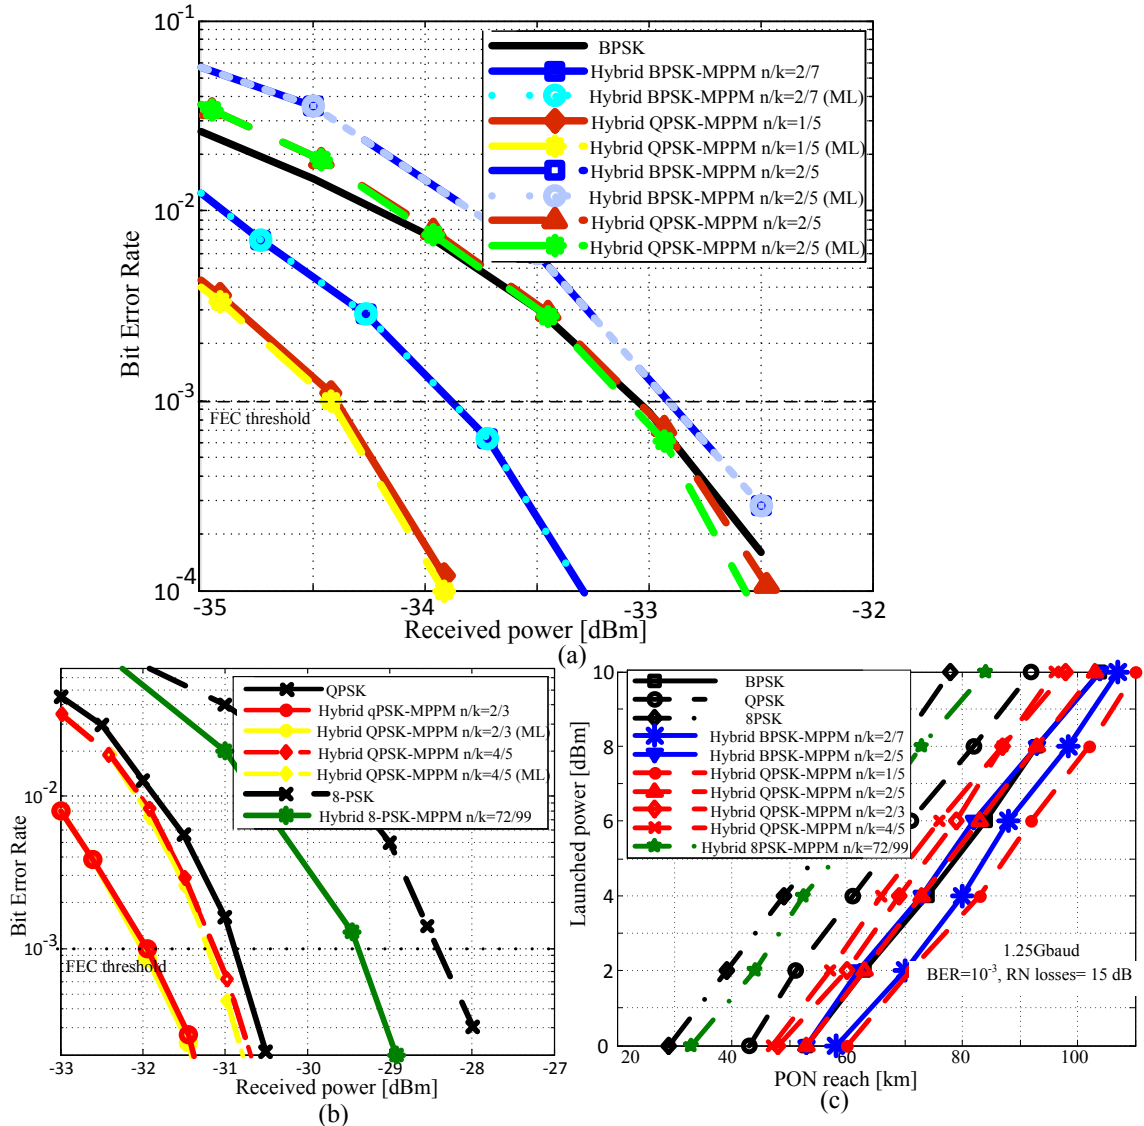 10-1
10-2
10-3
10-4
Bit Error Rate
BPSK
Hybrid BPSK-MPPM n/k=2/7
Hybrid BPSK-MPPM n/k=2/7 (ML)
Hybrid QPSK-MPPM n/k=1/5
Hybrid QPSK-MPPM n/k=1/5 (ML)
Hybrid BPSK-MPPM n/k=2/5
Hybrid BPSK-MPPM n/k=2/5 (ML)
Hybrid QPSK-MPPM n/k=2/5
Hybrid QPSK-MPPM n/k=2/5 (ML)
FEC threshold
-35 -34 -33 -32
Received power [dBm]
(a)
10-2
10-3
Bit Error Rate
QPSK
Hybrid qPSK-MPPM n/k=2/3
Hybrid QPSK-MPPM n/k=2/3 (ML)
Hybrid QPSK-MPPM n/k=4/5
Hybrid QPSK-MPPM n/k=4/5 (ML)
8-PSK
Hybrid 8-PSK-MPPM n/k=72/99
FEC threshold
-33 -32 -31 -30 -29 -28 -27
Received power [dBm]
(b)
10
8
6
4
2
0
Launched power [dBm]
BPSK
QPSK
8PSK
Hybrid BPSK-MPPM n/k=2/7
Hybrid BPSK-MPPM n/k=2/5
Hybrid QPSK-MPPM n/k=1/5
Hybrid QPSK-MPPM n/k=2/5
Hybrid QPSK-MPPM n/k=2/3
Hybrid QPSK-MPPM n/k=4/5
Hybrid 8PSK-MPPM n/k=72/99
1.25Gbaud
BER=10-3, RN losses= 15 dB
20 40 60 80 100
PON reach [km]
(c)